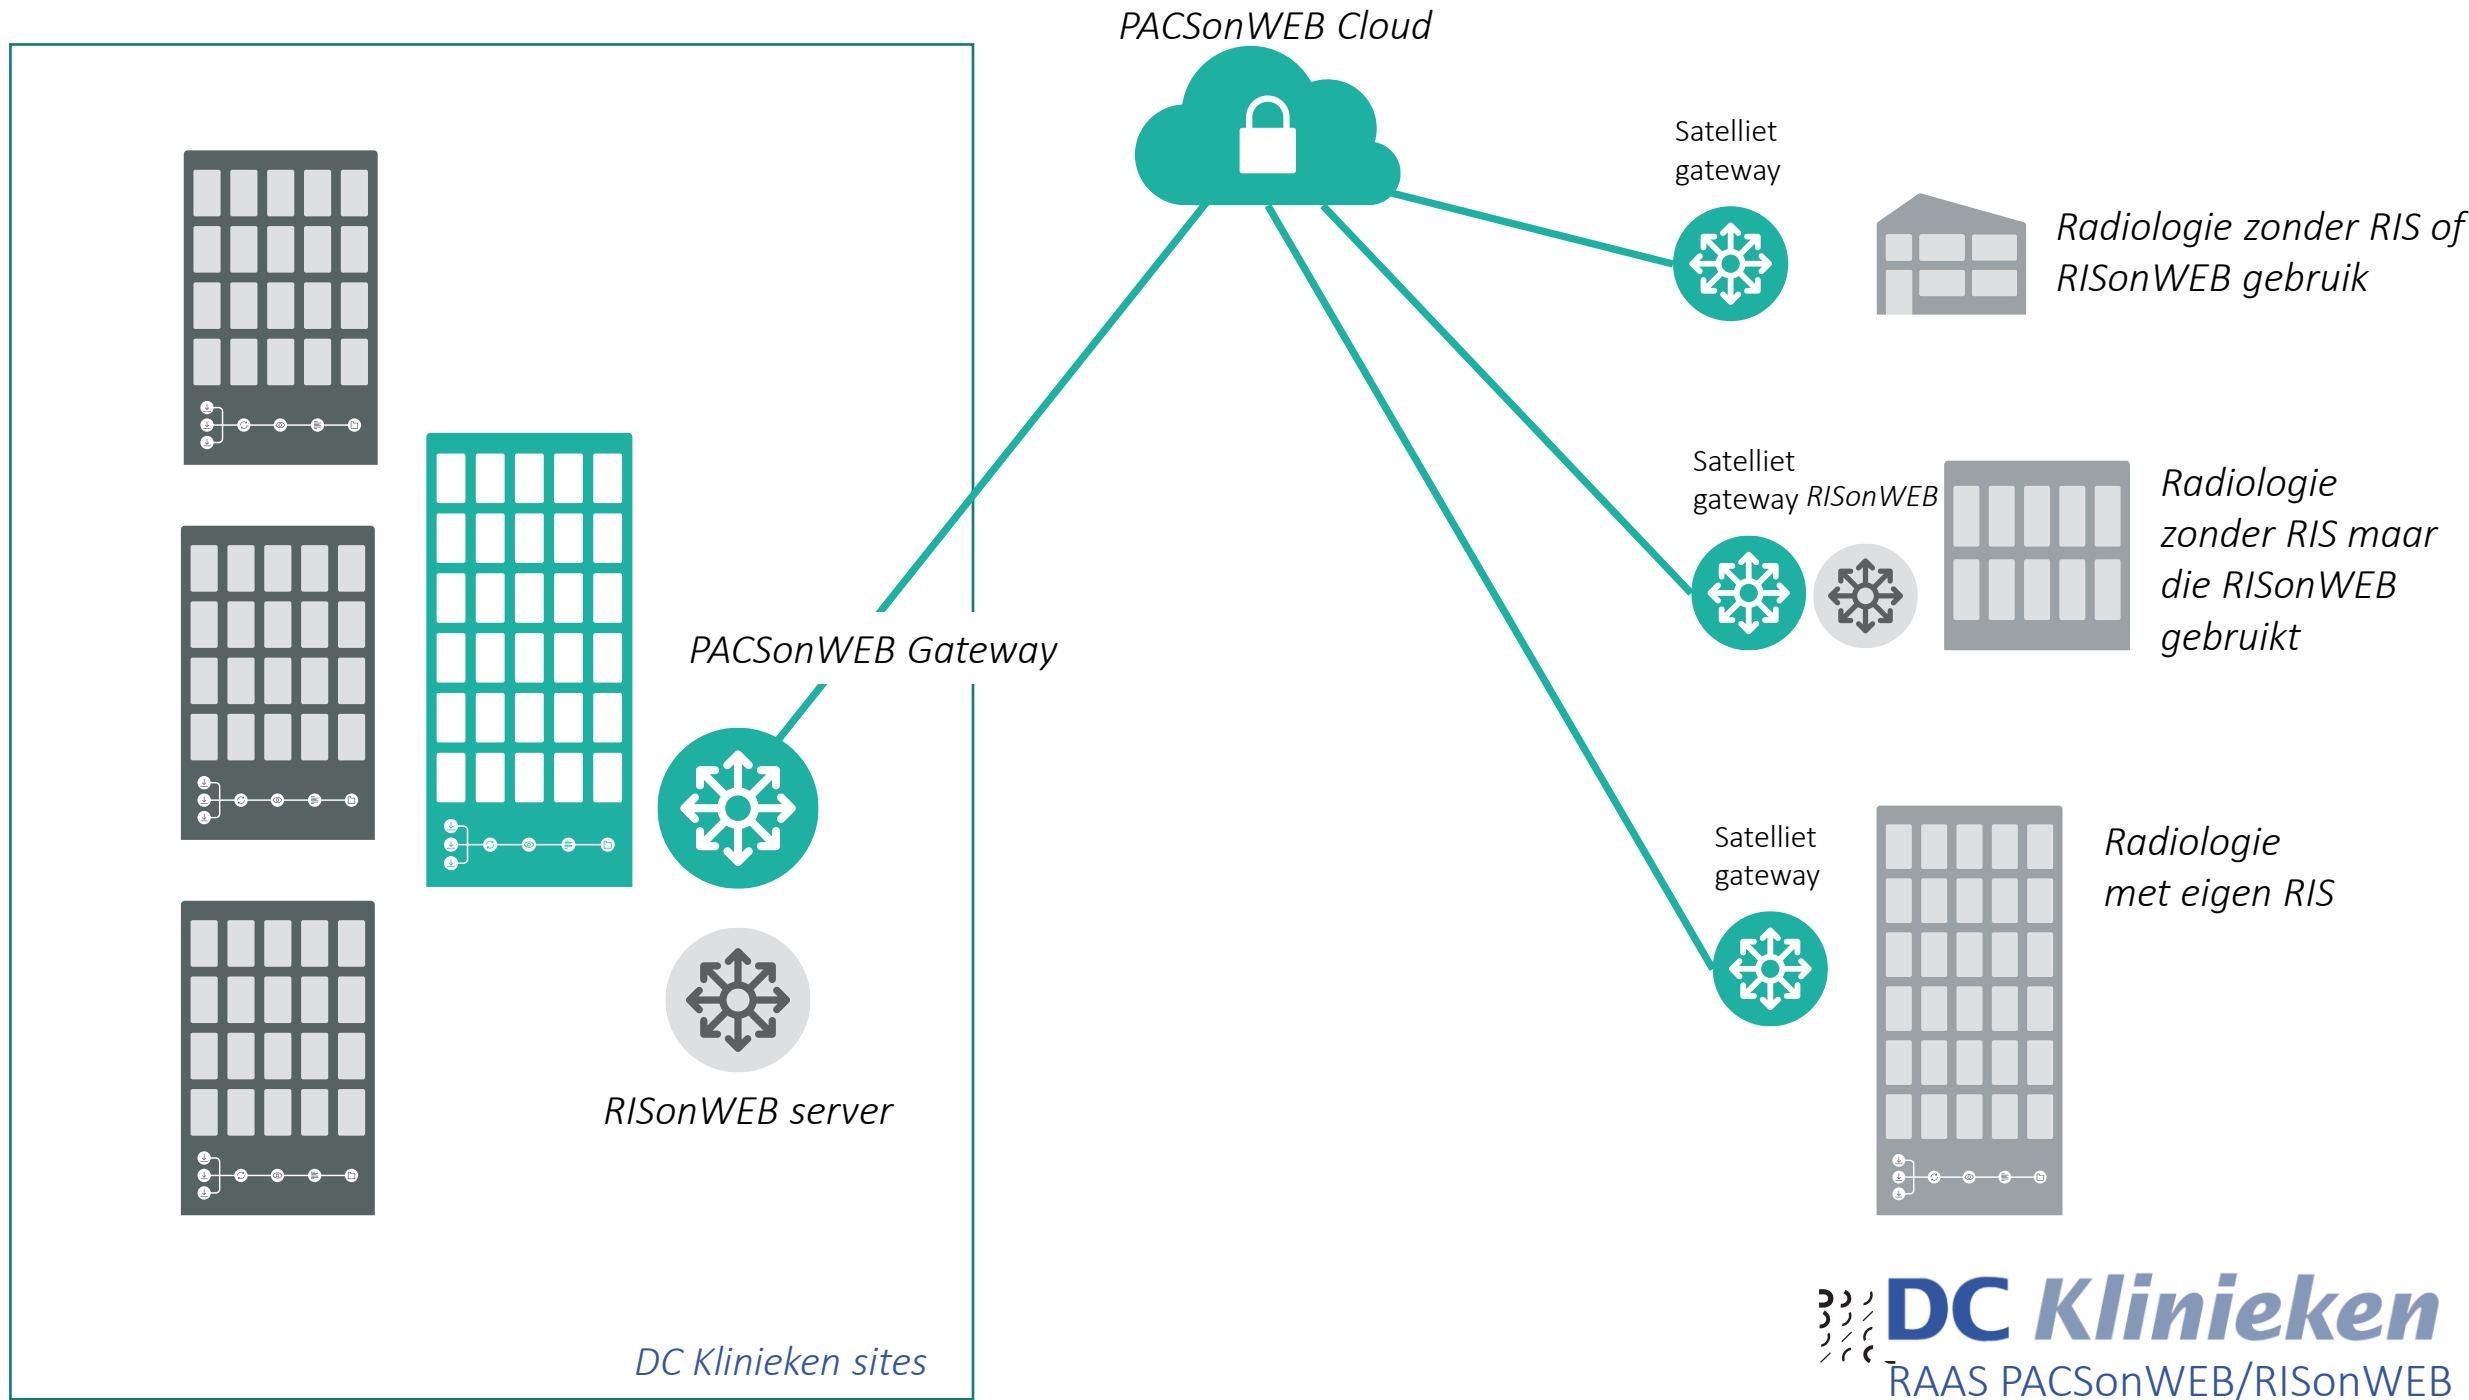 PACSonWEB Cloud
Satelliet
gateway
Radiologie zonder RIS of
RISonWEB gebruik
Satelliet
gateway RISonWEB
Radiologie
zonder RIS maar
die RISonWEB
gebruikt
PACSonWEB Gateway
Satelliet
gateway
Radiologie
met eigen RIS
RISonWEB server
DC Klinieken sites
DC Klinieken
RAAS PACSonWEB/RISonWEB